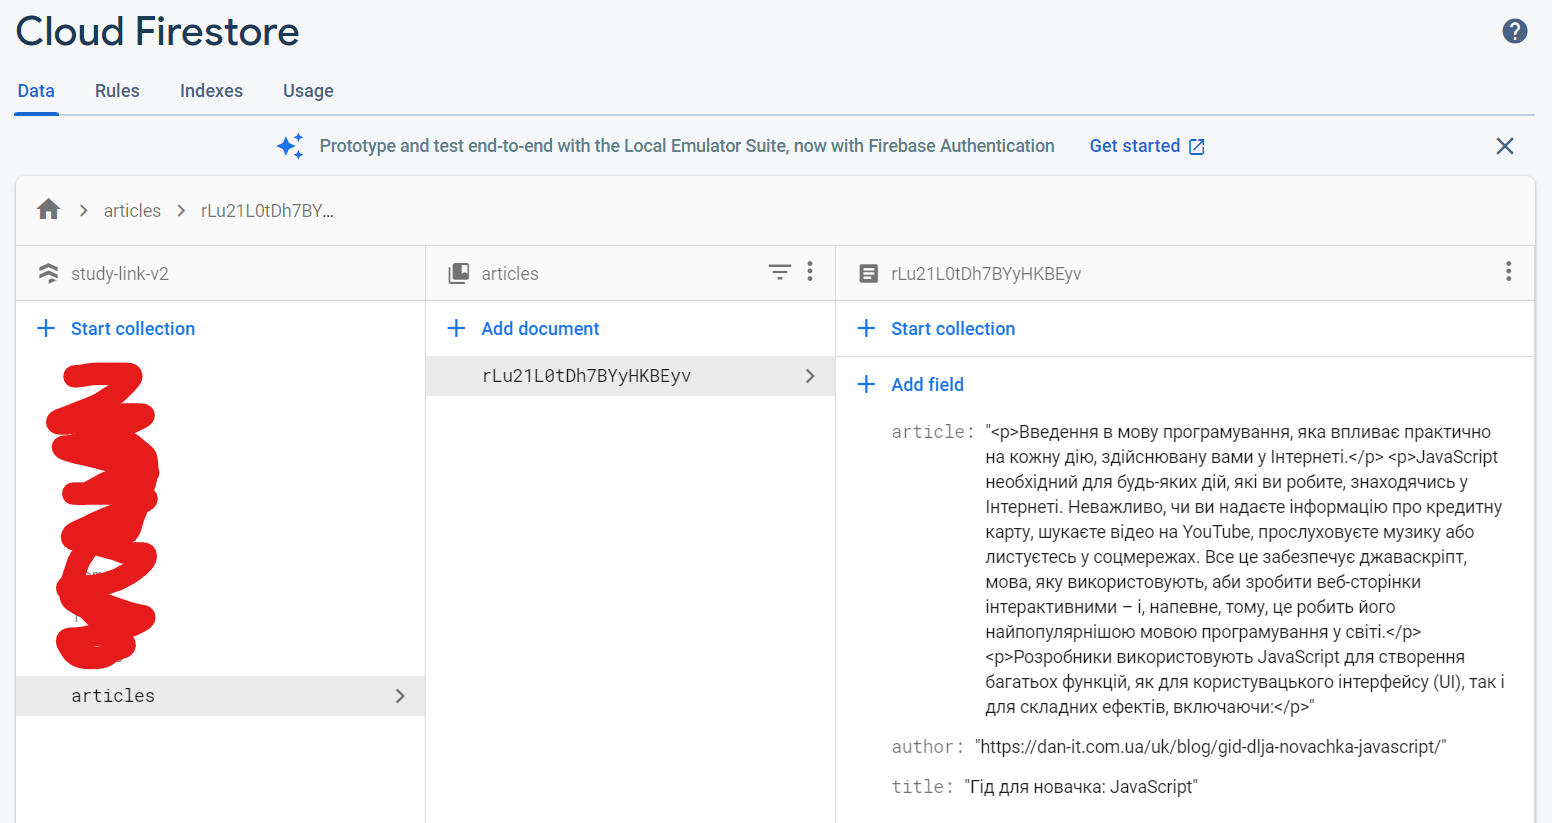 Cloud Firestore
Data Rules Indexes Usage
Prototype and test end-to-end with the Local Emulator Suite, now with Firebase Authentication Get started
articles rLu21L0tDh7BY...
study-link-v2
articles
rLu21L0tDh7BYyHKBEyv
Start collection
Add document
Start collection
rLu21L0tDh7BYyHKBEyv
Add field
article: "<p>Введення в мову програмування, яка впливає практично
на кожну дію, здійснювану вами у Інтернеті.</p> <p>JavaScript
необхідний для будь-яких дій, які ви робите, знаходячись у
Інтернеті. Неважливо, чи ви надаєте інформацію про кредитну
карту, шукаєте відео на YouTube, прослуховуєте музику або
листуєтесь у соцмережах. Все це забезпечує джаваскріпт,
мова, яку використовують, аби зробити веб-сторінки
інтерактивними – і, напевне, тому, це робить його
найпопулярнішою мовою програмування у світі.</p>
<p>Розробники використовують JavaScript для створення
багатьох функцій, як для користувацького інтерфейсу (UI), так і
для складних ефектів, включаючи:</p>"
articles
author: "https://dan-it.com.ua/uk/blog/gid-dlja-novachka-javascript/"
title: "Гід для новачка: JavaScript"